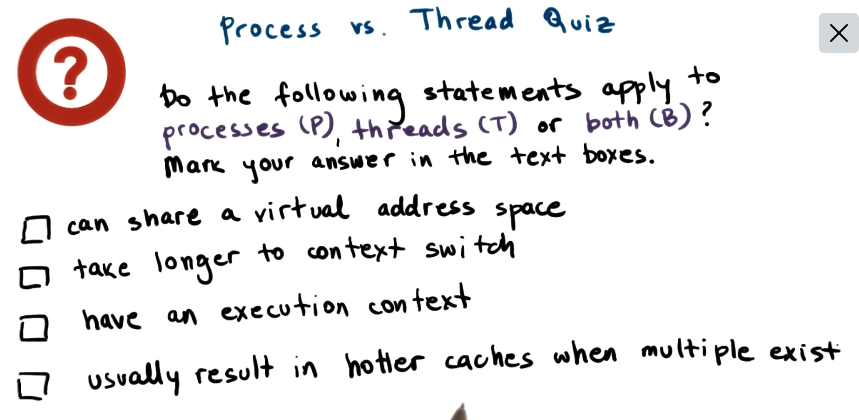 ?
Process vs. Thread Quiz
Do the following statements apply to
processes (P), threads (T) or both (B)?
Mark your answer in the text boxes.
can share a virtual address space
take longer to context switch
have an execution context
usually result in hotter caches when multiple exist